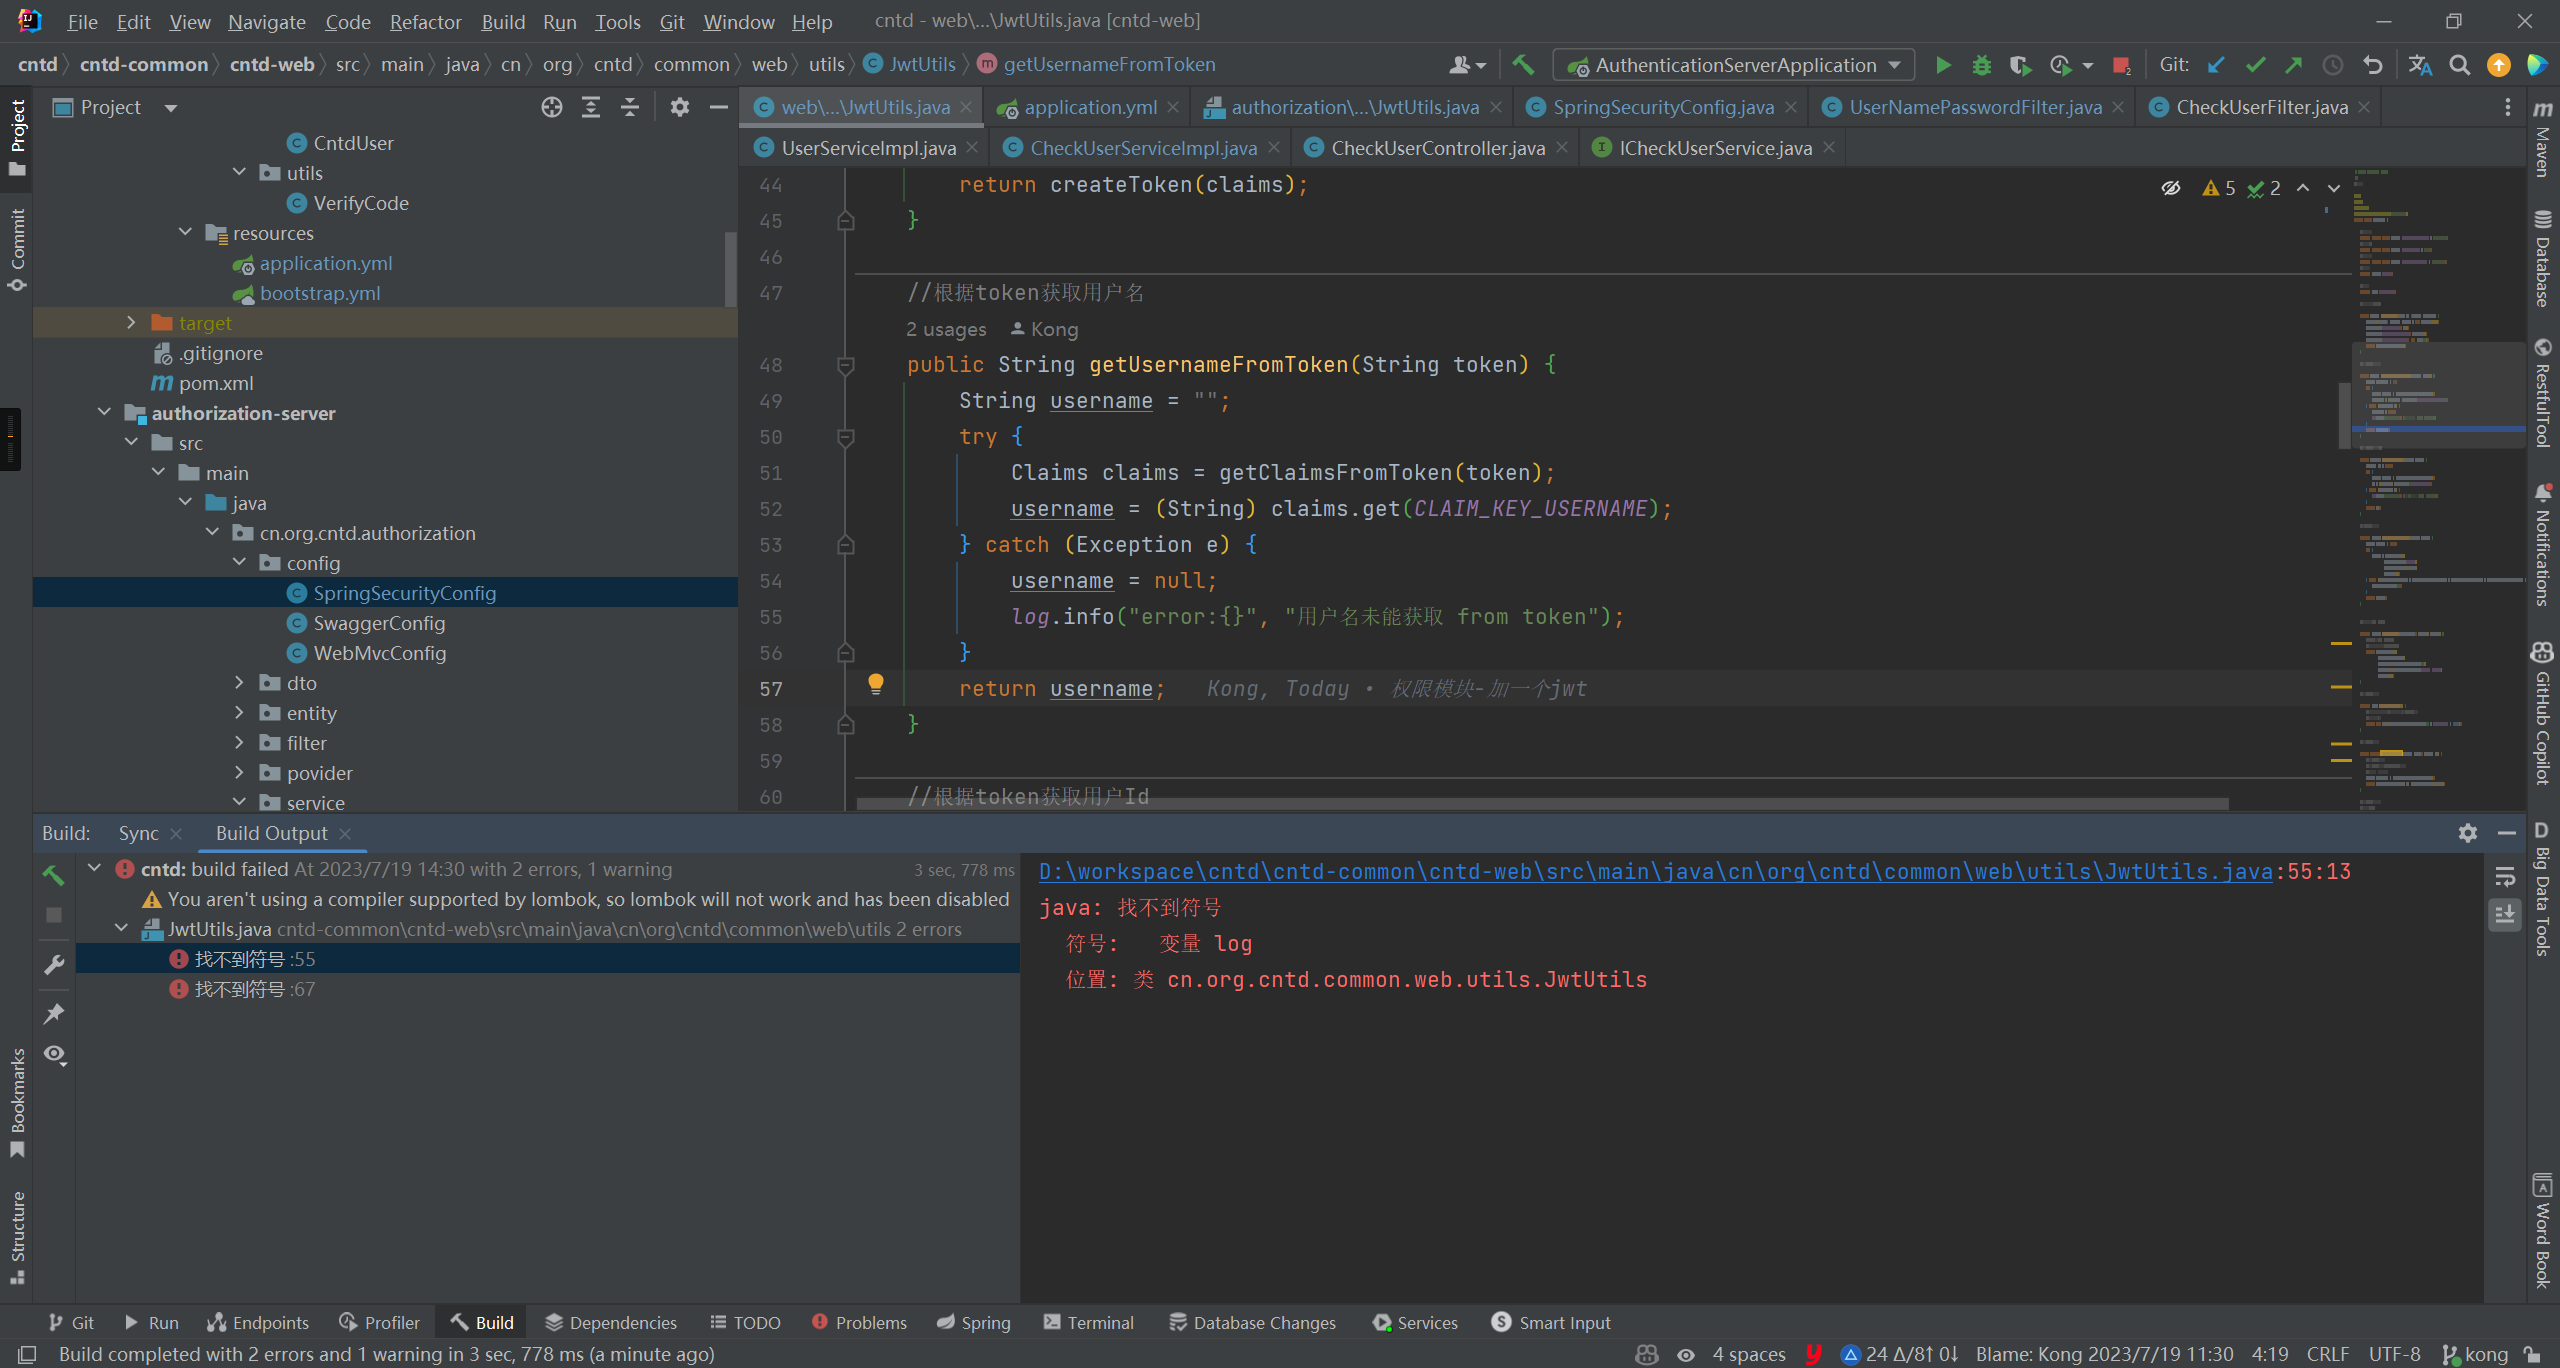 File Edit View Navigate Code Refactor Build Run Tools Git Window Help cntd - web\...\JwtUtils.java [cntd-web]
cntd cntd-common cntd-web src main java cn org cntd common web utils JwtUtils getUsernameFromToken AuthenticationServerApplication Git:
Project
web\...\JwtUtils.java application.yml authorization\...\JwtUtils.java SpringSecurityConfig.java UserNamePasswordFilter.java CheckUserFilter.java
UserServiceImpl.java CheckUserServiceImpl.java CheckUserController.java ICheckUserService.java
Project
Commit
Bookmarks
Structure
CntdUser
utils
VerifyCode
resources
application.yml
bootstrap.yml
target
.gitignore
pom.xml
authorization-server
src
main
java
cn.org.cntd.authorization
config
SpringSecurityConfig
SwaggerConfig
WebMvcConfig
dto
entity
filter
povider
service
5 2
44 return createToken(claims);
45 }
46
47 //根据token获取用户名
2 usages Kong
48 public String getUsernameFromToken(String token) {
49 String username = "";
50 try {
51 Claims claims = getClaimsFromToken(token);
52 username = (String) claims.get(CLAIM_KEY_USERNAME);
53 } catch (Exception e) {
54 username = null;
55 log.info("error:{}", "用户名未能获取 from token");
56 }
57 return username; Kong, Today • 权限模块-加一个jwt
58 }
59
60 //根据token获取用户Id
Maven
Database
RestfulTool
Notifications
GitHub Copilot
Big Data Tools
Word Book
Build: Sync Build Output
cntd: build failed At 2023/7/19 14:30 with 2 errors, 1 warning 3 sec, 778 ms
You aren't using a compiler supported by lombok, so lombok will not work and has been disabled
JwtUtils.java cntd-common\cntd-web\src\main\java\cn\org\cntd\common\web\utils 2 errors
找不到符号 :55
找不到符号 :67
D:\workspace\cntd\cntd-common\cntd-web\src\main\java\cn\org\cntd\common\web\utils\JwtUtils.java:55:13
java: 找不到符号
符号: 变量 log
位置: 类 cn.org.cntd.common.web.utils.JwtUtils
Git Run Endpoints Profiler Build Dependencies TODO Problems Spring Terminal Database Changes Services Smart Input
Build completed with 2 errors and 1 warning in 3 sec, 778 ms (a minute ago) 4 spaces 24 Δ/8↑ 0↓ Blame: Kong 2023/7/19 11:30 4:19 CRLF UTF-8 kong